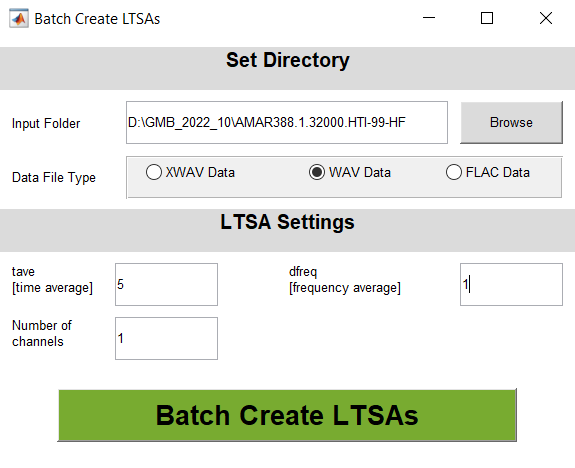 Batch Create LTSAs
Set Directory
Input Folder
D:\GMB_2022_10\AMAR388.1.32000.HTI-99-HF
Browse
Data File Type
XWAV Data
WAV Data
FLAC Data
LTSA Settings
tave
[time average]
5
dfreq
[frequency average]
1
Number of
channels
1
Batch Create LTSAs